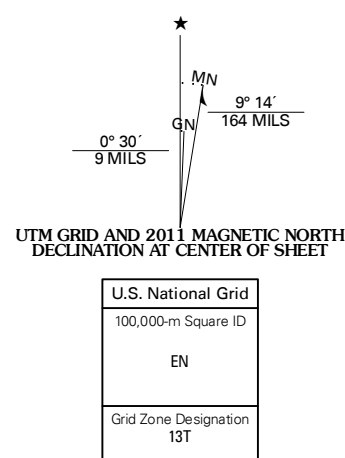 ★
MN
GN
9° 14´
164 MILS
0° 30´
9 MILS
UTM GRID AND 2011 MAGNETIC NORTH
DECLINATION AT CENTER OF SHEET
U.S. National Grid
100,000-m Square ID
EN
Grid Zone Designation
13T